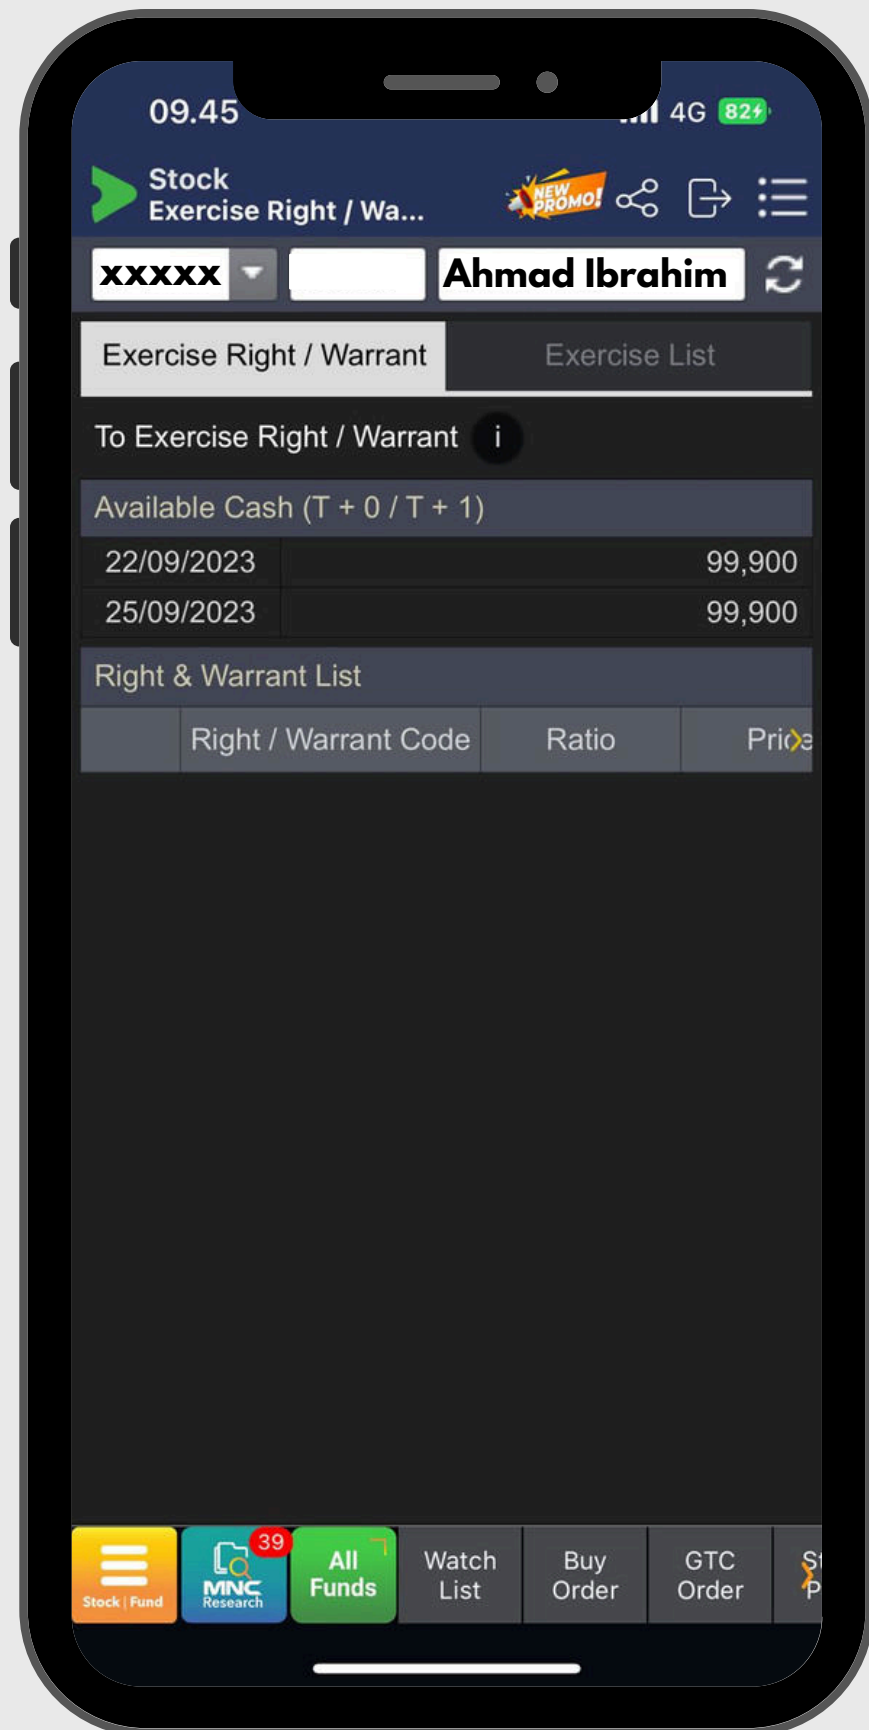 09.45
4G 82
Stock
Exercise Right / Wa...
NEW
PROMO!
xxxxx
Ahmad Ibrahim
Exercise Right / Warrant
Exercise List
To Exercise Right / Warrant i
Available Cash (T + 0 / T + 1)
22/09/2023 99,900
25/09/2023 99,900
Right & Warrant List
Right / Warrant Code Ratio
Stock | Fund
39
MNC
Research
All
Funds
Watch
List
Buy
Order
GTC
Order